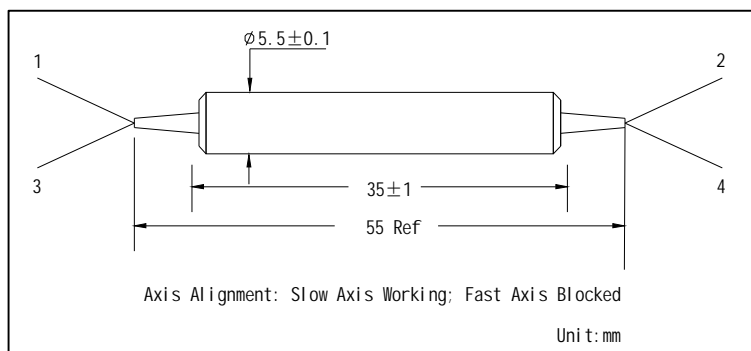 ⌀5.5±0.1
1
2
3
4
35±1
55 Ref
Axis Alignment: Slow Axis Working; Fast Axis Blocked
Unit:mm